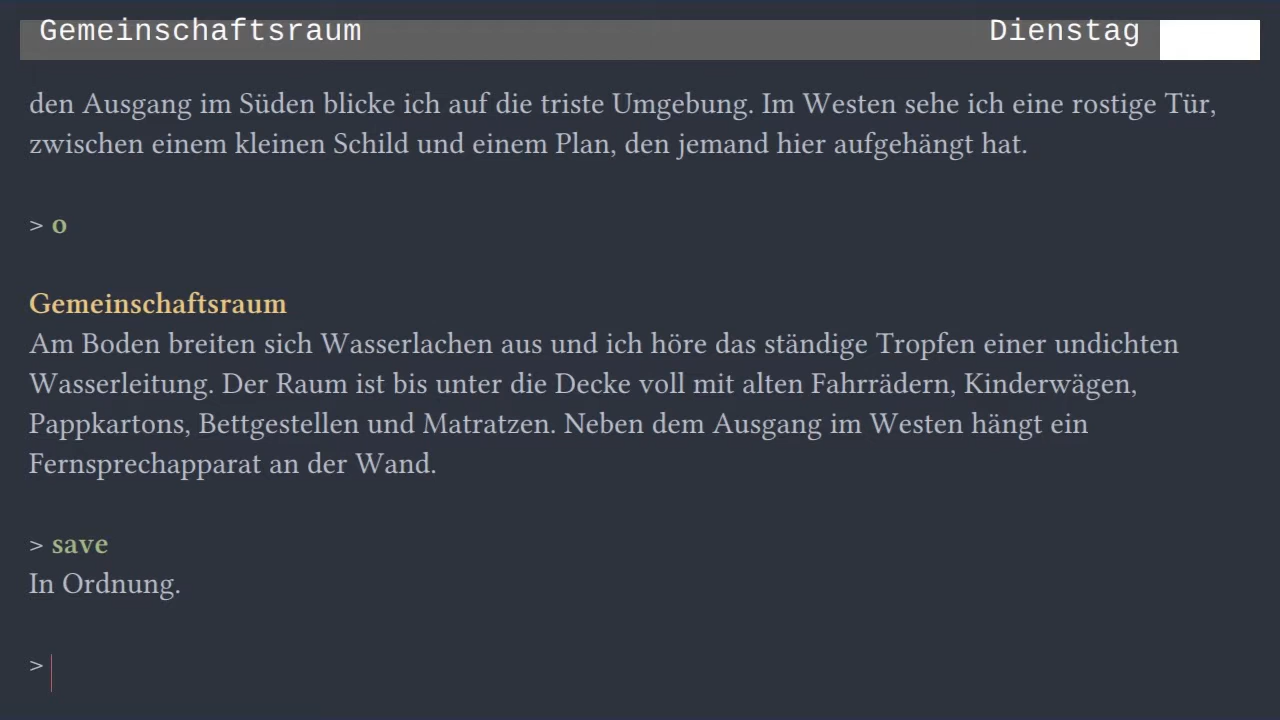 Gemeinschaftsraum Dienstag
den Ausgang im Süden blicke ich auf die triste Umgebung. Im Westen sehe ich eine rostige Tür,
zwischen einem kleinen Schild und einem Plan, den jemand hier aufgehängt hat.
> o
Gemeinschaftsraum
Am Boden breiten sich Wasserlachen aus und ich höre das ständige Tropfen einer undichten
Wasserleitung. Der Raum ist bis unter die Decke voll mit alten Fahrrädern, Kinderwägen,
Pappkartons, Bettgestellen und Matratzen. Neben dem Ausgang im Westen hängt ein
Fernsprechapparat an der Wand.
> save
In Ordnung.
>